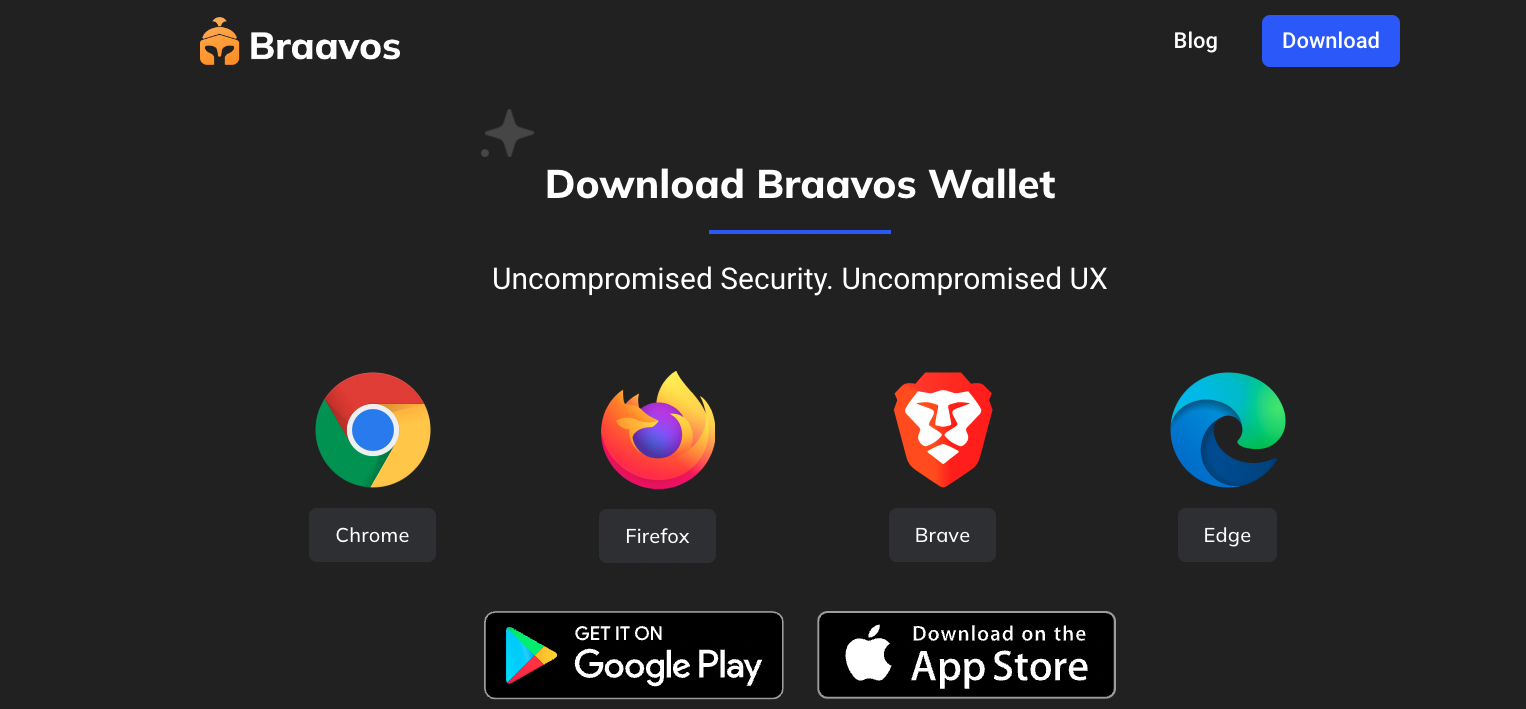 Braavos
Blog
Download
Download Braavos Wallet
Uncompromised Security. Uncompromised UX
Chrome
Firefox
Brave
Edge
GET IT ON
Google Play
Download on the
App Store